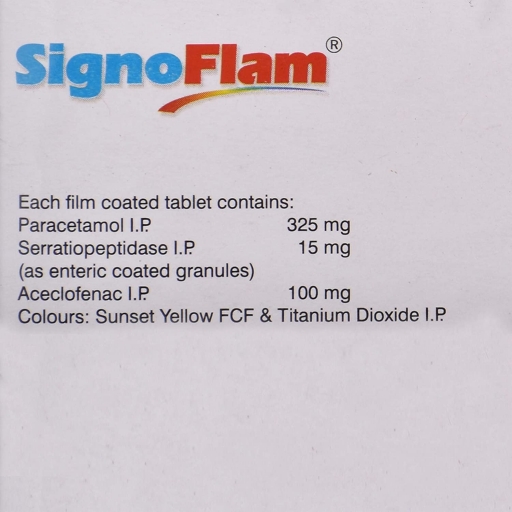 SignoFlam®
Each film coated tablet contains:
Paracetamol I.P. 325 mg
Serratiopeptidase I.P. 15 mg
(as enteric coated granules)
Aceclofenac I.P. 100 mg
Colours: Sunset Yellow FCF & Titanium Dioxide I.P.